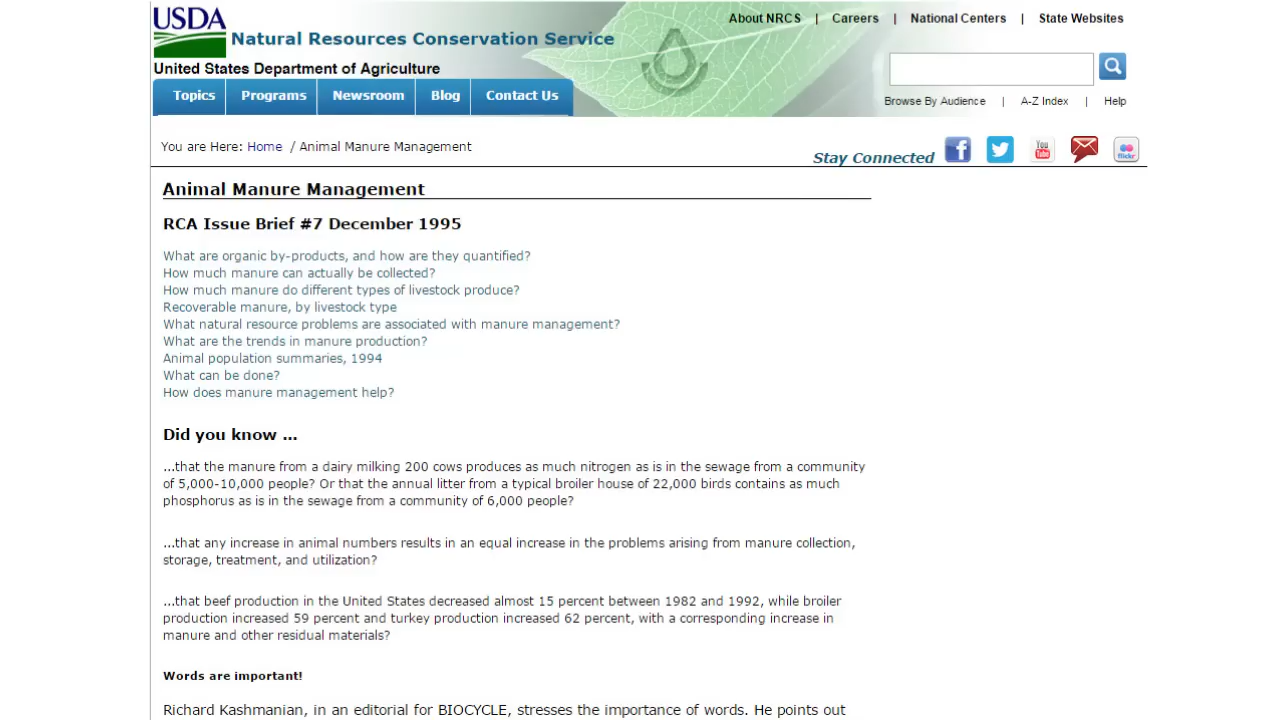 USDA
About NRCS | Careers | National Centers | State Websites
Natural Resources Conservation Service
United States Department of Agriculture
Topics Programs Newsroom Blog Contact Us
Browse By Audience | A-Z Index | Help
You are Here: Home / Animal Manure Management
Stay Connected f You Tube flickr
Animal Manure Management
RCA Issue Brief #7 December 1995
What are organic by-products, and how are they quantified?
How much manure can actually be collected?
How much manure do different types of livestock produce?
Recoverable manure, by livestock type
What natural resource problems are associated with manure management?
What are the trends in manure production?
Animal population summaries, 1994
What can be done?
How does manure management help?
Did you know ...
...that the manure from a dairy milking 200 cows produces as much nitrogen as is in the sewage from a community
of 5,000-10,000 people? Or that the annual litter from a typical broiler house of 22,000 birds contains as much
phosphorus as is in the sewage from a community of 6,000 people?
...that any increase in animal numbers results in an equal increase in the problems arising from manure collection,
storage, treatment, and utilization?
...that beef production in the United States decreased almost 15 percent between 1982 and 1992, while broiler
production increased 59 percent and turkey production increased 62 percent, with a corresponding increase in
manure and other residual materials?
Words are important!
Richard Kashmanian, in an editorial for BIOCYCLE, stresses the importance of words. He points out